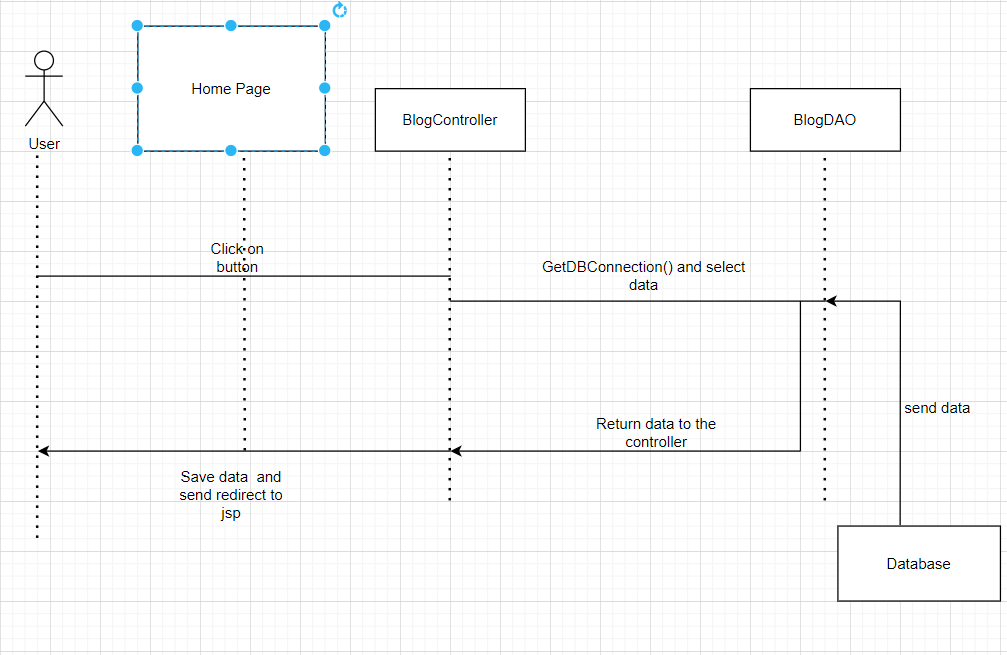 Home Page
BlogController
BlogDAO
User
Click on
button
GetDBConnection() and select
data
send data
Return data to the
controller
Save data  and
send redirect to
jsp
Database